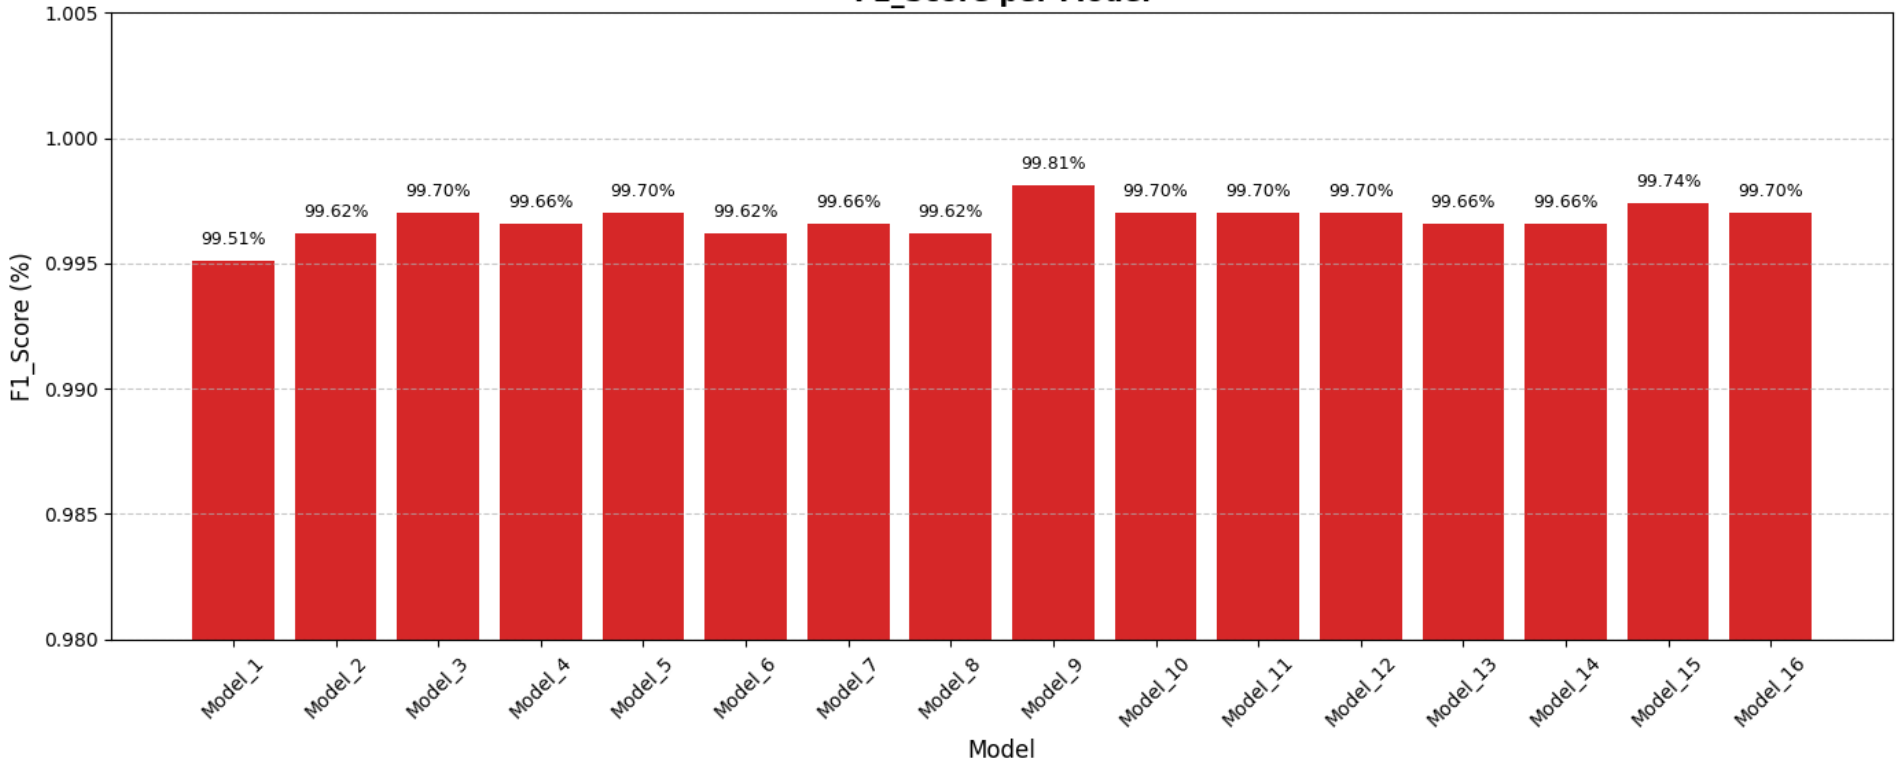 F1_Score per Model
1.005
1.000
0.995
0.990
0.985
0.980
F1_Score (%)
99.51%
99.62%
99.70%
99.66%
99.70%
99.62%
99.66%
99.62%
99.81%
99.70%
99.70%
99.70%
99.66%
99.66%
99.74%
99.70%
Model_1
Model_2
Model_3
Model_4
Model_5
Model_6
Model_7
Model_8
Model_9
Model_10
Model_11
Model_12
Model_13
Model_14
Model_15
Model_16
Model